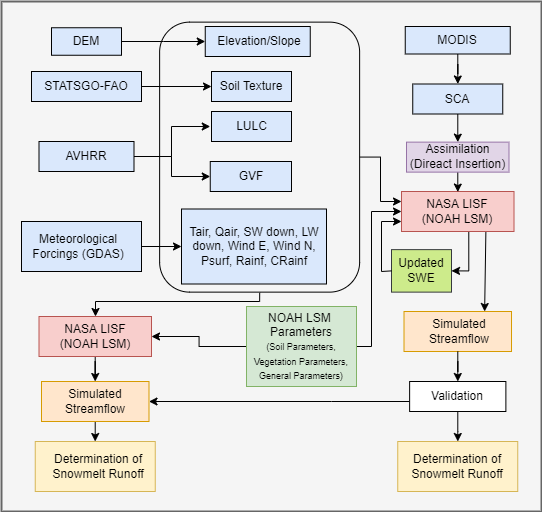 DEM
Elevation/Slope
MODIS
STATSGO-FAO
Soil Texture
SCA
LULC
AVHRR
GVF
Assimilation
(Direact Insertion)
Meteorological
Forcings (GDAS)
Tair, Qair, SW down, LW
down, Wind E, Wind N,
Psurf, Rainf, CRainf
NASA LISF
(NOAH LSM)
Updated
SWE
NASA LISF
(NOAH LSM)
NOAH LSM
Parameters
(Soil Parameters,
Vegetation Parameters,
General Parameters)
Simulated
Streamflow
Simulated
Streamflow
Validation
Determination of
Snowmelt Runoff
Determination of
Snowmelt Runoff